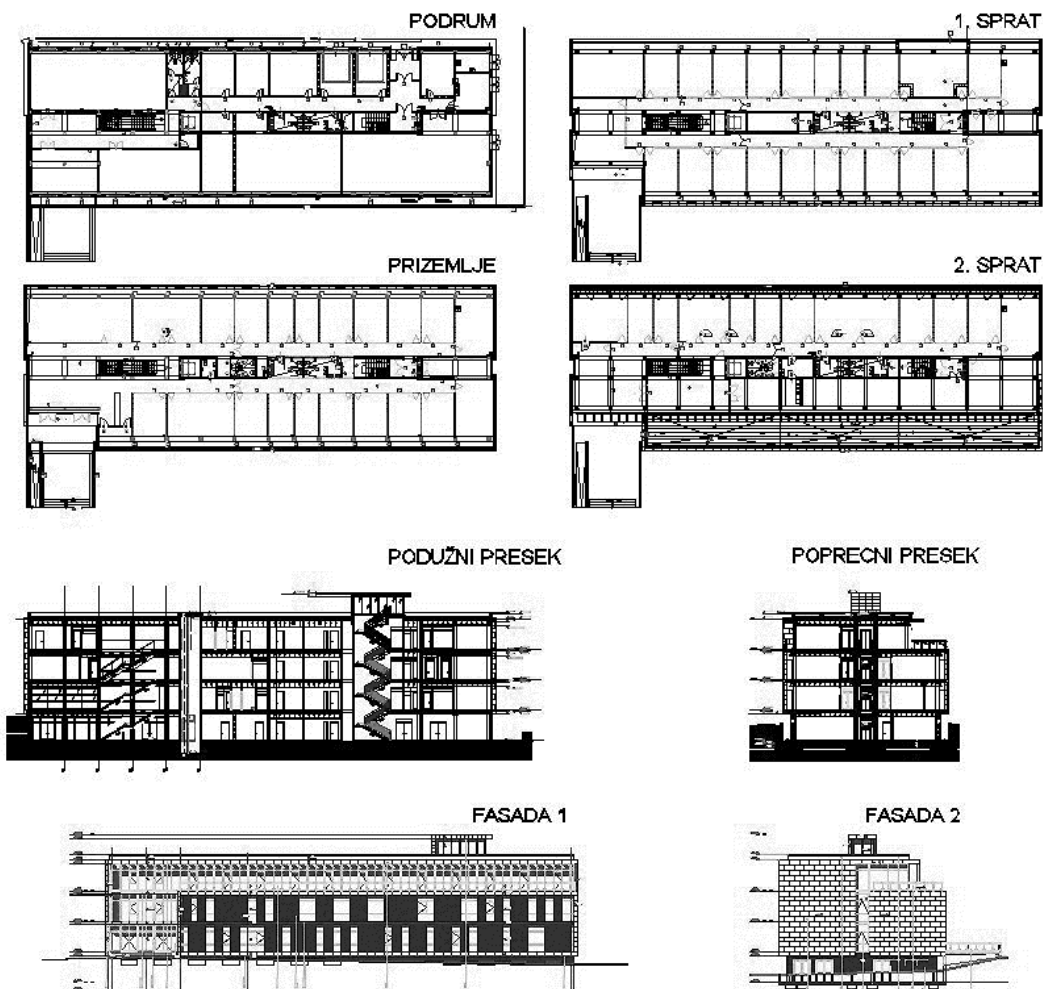 PODRUM
1. SPRAT
PRIZEMLJE
2. SPRAT
PODUŽNI PRESEK
POPRECNI PRESEK
FASADA 1
FASADA 2